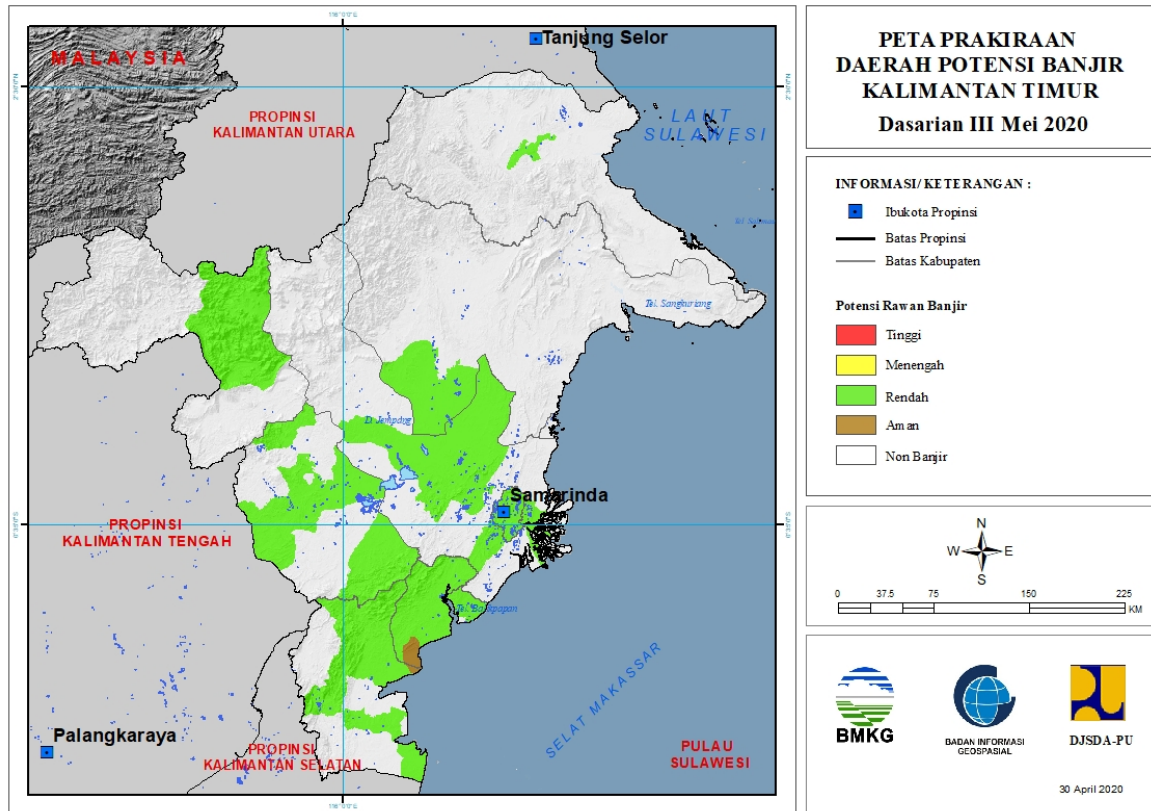 PETA PRAKIRAAN
DAERAH POTENSI BANJIR
KALIMANTAN TIMUR
Dasarian III Mei 2020
INFORMASI/ KETERANGAN :
Ibukota Propinsi
Batas Propinsi
Batas Kabupaten
Potensi Rawan Banjir
Tinggi
Menengah
Rendah
Aman
Non Banjir
N
W E
S
0 37.5 75 150 225
KM
BMKG
BADAN INFORMASI
GEOSPASIAL
DJSDA-PU
30 April 2020
Tanjung Selor
MALAYSIA
PROPINSI
KALIMANTAN UTARA
LAUT
SULAWESI
Tel. Sangkuriang
D. Jempang
Samarinda
PROPINSI
KALIMANTAN TENGAH
Tel. Balikpapan
SELAT MAKASSAR
Palangkaraya
PROPINSI
KALIMANTAN SELATAN
PULAU
SULAWESI